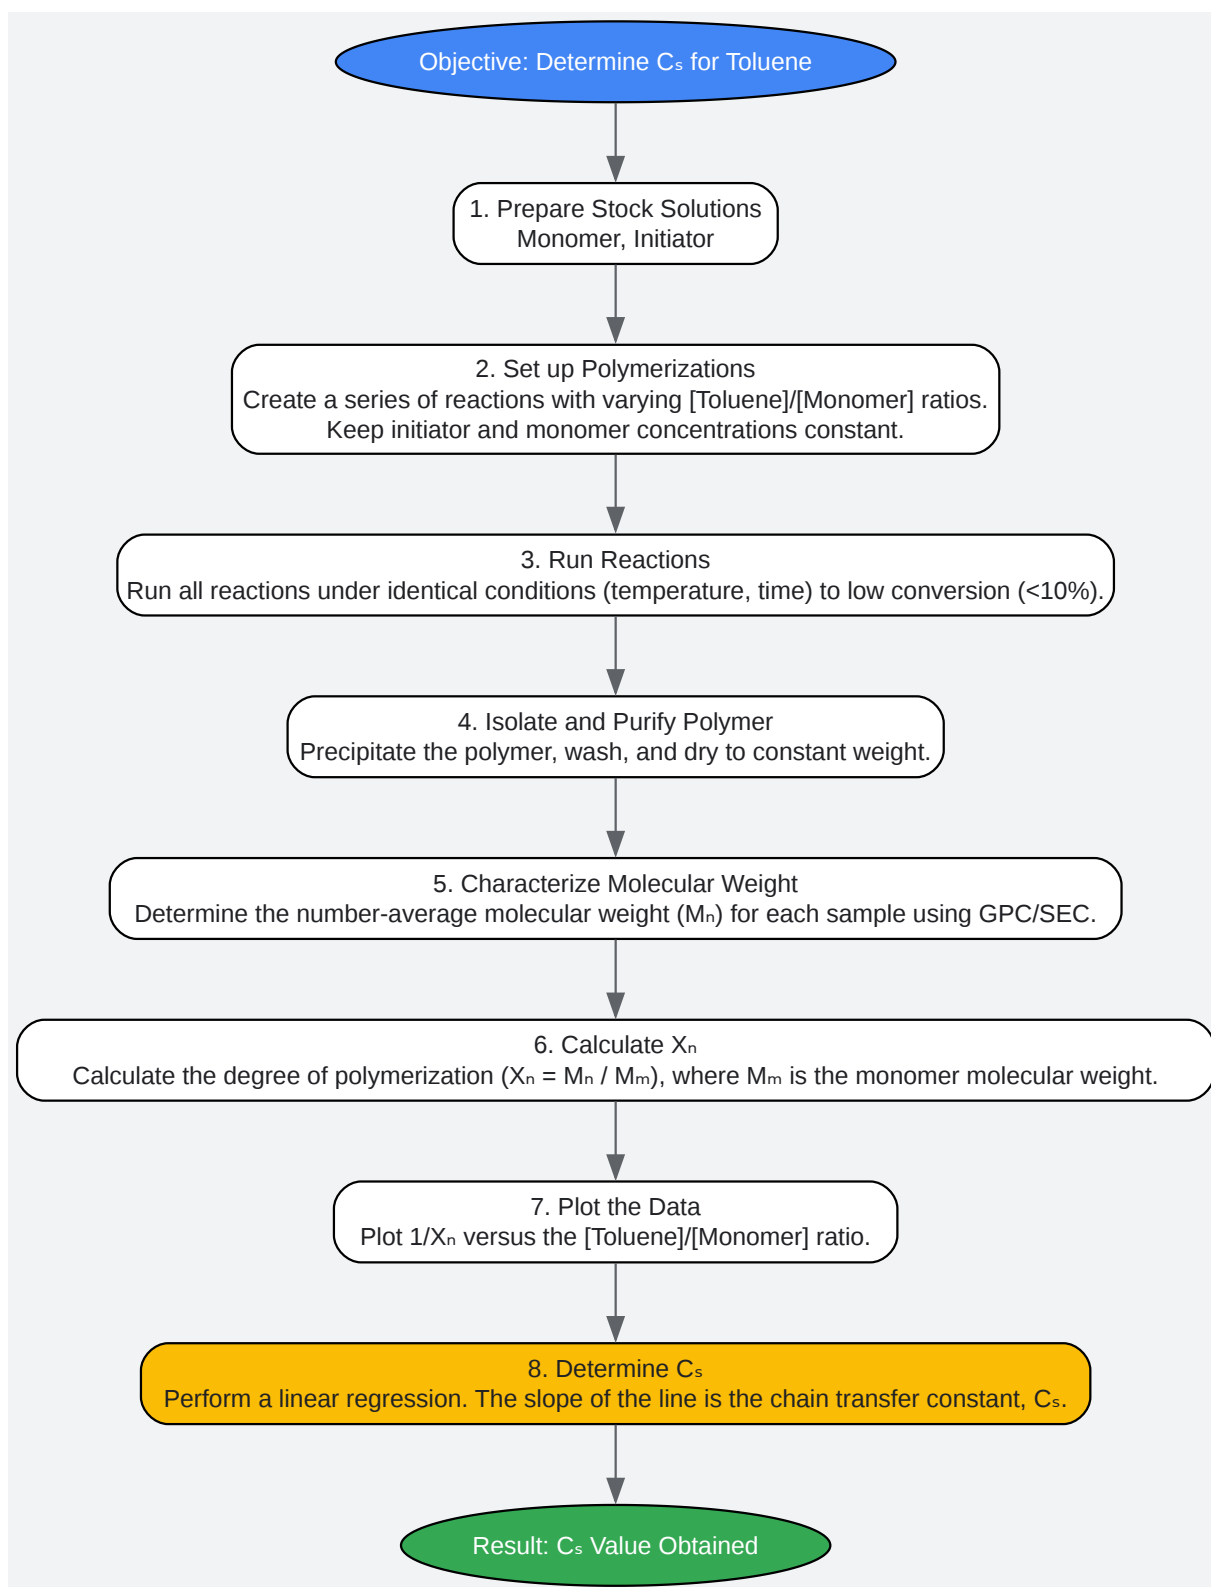 Objective: Determine Cₛ for Toluene
1. Prepare Stock Solutions
Monomer, Initiator
2. Set up Polymerizations
Create a series of reactions with varying [Toluene]/[Monomer] ratios.
Keep initiator and monomer concentrations constant.
3. Run Reactions
Run all reactions under identical conditions (temperature, time) to low conversion (<10%).
4. Isolate and Purify Polymer
Precipitate the polymer, wash, and dry to constant weight.
5. Characterize Molecular Weight
Determine the number-average molecular weight (Mₙ) for each sample using GPC/SEC.
6. Calculate Xₙ
Calculate the degree of polymerization (Xₙ = Mₙ / Mₘ), where Mₘ is the monomer molecular weight.
7. Plot the Data
Plot 1/Xₙ versus the [Toluene]/[Monomer] ratio.
8. Determine Cₛ
Perform a linear regression. The slope of the line is the chain transfer constant, Cₛ.
Result: Cₛ Value Obtained